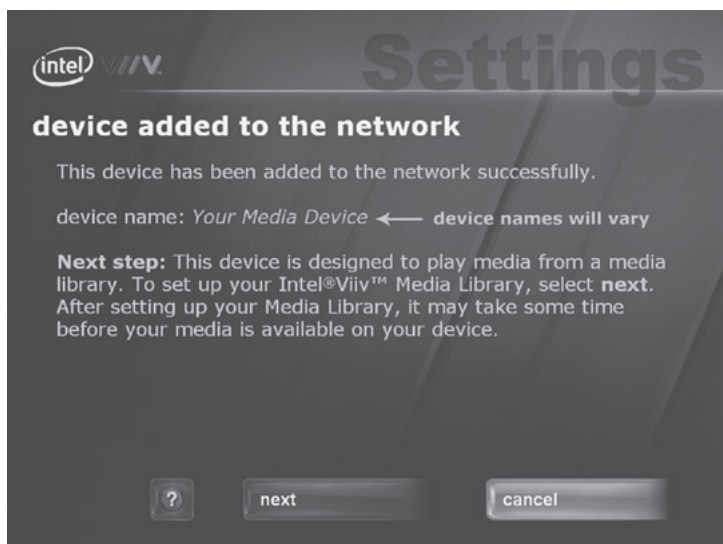 intel VIIV™
Settings
device added to the network
This device has been added to the network successfully.
device name: Your Media Device ← device names will vary
Next step: This device is designed to play media from a media
library. To set up your Intel®Viiv™ Media Library, select next.
After setting up your Media Library, it may take some time
before your media is available on your device.
? next cancel